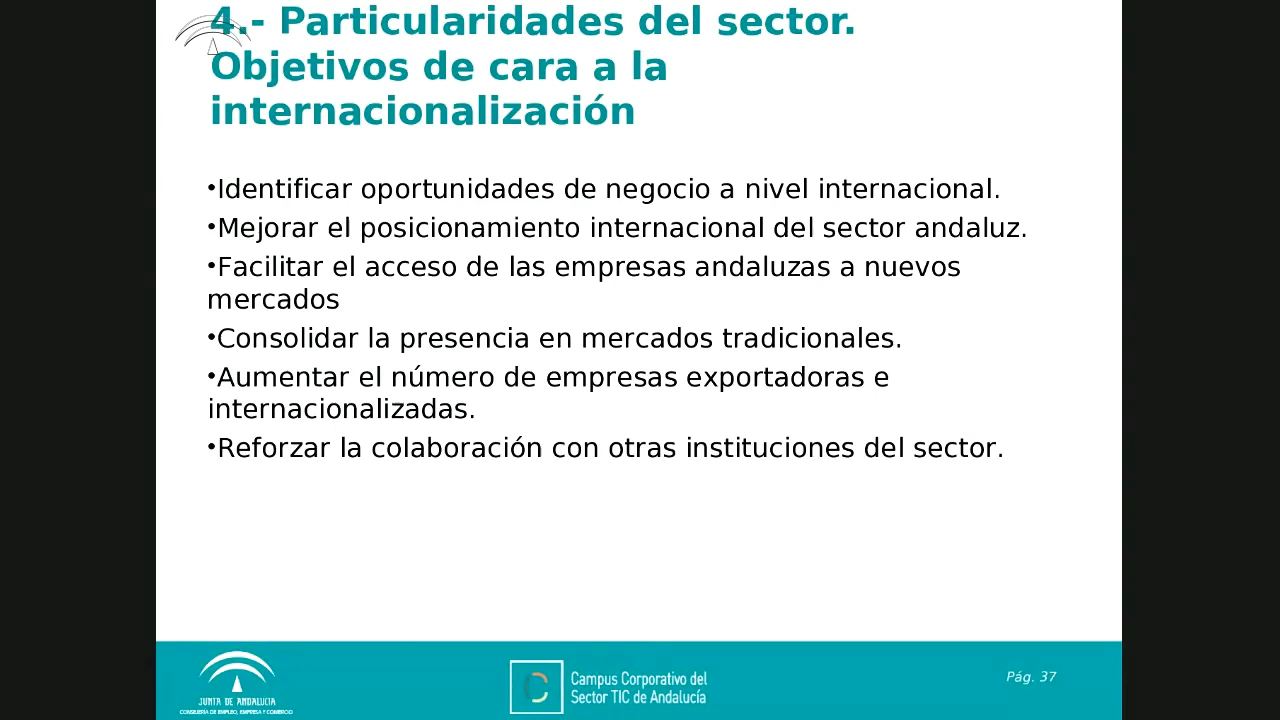 4.- Particularidades del sector.
Objetivos de cara a la
internacionalización
•Identificar oportunidades de negocio a nivel internacional.
•Mejorar el posicionamiento internacional del sector andaluz.
•Facilitar el acceso de las empresas andaluzas a nuevos
mercados
•Consolidar la presencia en mercados tradicionales.
•Aumentar el número de empresas exportadoras e
internacionalizadas.
•Reforzar la colaboración con otras instituciones del sector.
JUNTA DE ANDALUCIA
CONSEJERÍA DE EMPLEO, EMPRESA Y COMERCIO
Campus Corporativo del
Sector TIC de Andalucía
Pág. 37